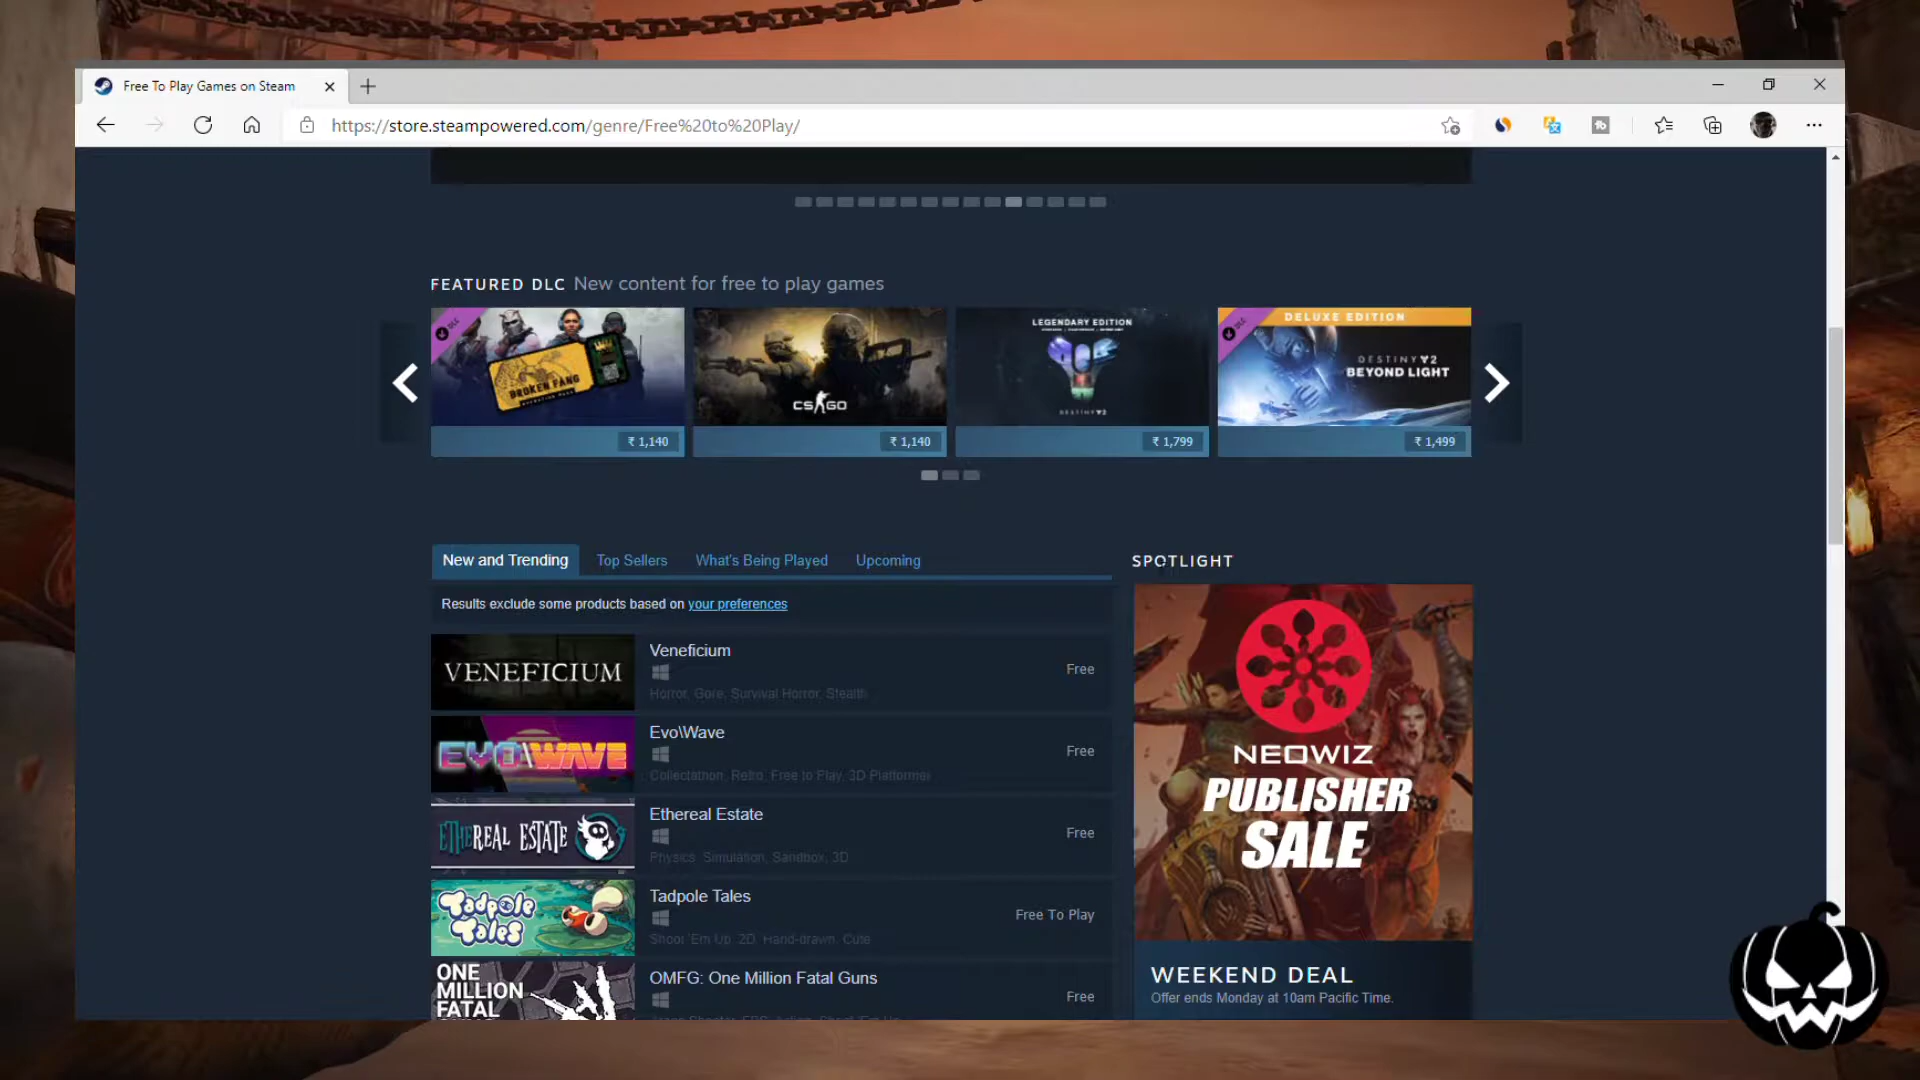 Free To Play Games on Steam
https://store.steampowered.com/genre/Free%20to%20Play/
FEATURED DLC New content for free to play games
DLC
BROKEN FANG
₹ 1,140
CS GO
₹ 1,140
LEGENDARY EDITION
DESTINY 2
₹ 1,799
DLC
DELUXE EDITION
DESTINY 2
BEYOND LIGHT
₹ 1,499
New and Trending
Top Sellers
What's Being Played
Upcoming
Results exclude some products based on your preferences
VENEFICIUM
Veneficium
Free
Horror, Gore, Survival Horror, Stealth
EVO\WAVE
Evo\Wave
Free
Collectathon, Retro, Free to Play, 3D Platformer
ETHEREAL ESTATE
Ethereal Estate
Free
Physics, Simulation, Sandbox, 3D
Tadpole Tales
Tadpole Tales
Free To Play
Shoot 'Em Up, 2D, Hand-drawn, Cute
ONE MILLION FATAL
OMFG: One Million Fatal Guns
Free
SPOTLIGHT
NEOWIZ
PUBLISHER
SALE
WEEKEND DEAL
Offer ends Monday at 10am Pacific Time.